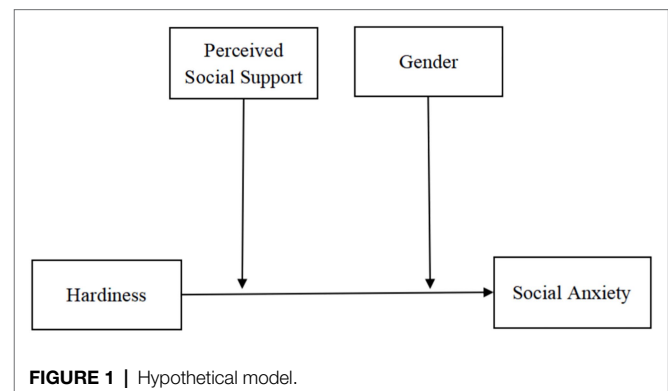 Perceived
Social Support
Gender
Hardiness
Social Anxiety
FIGURE 1 | Hypothetical model.